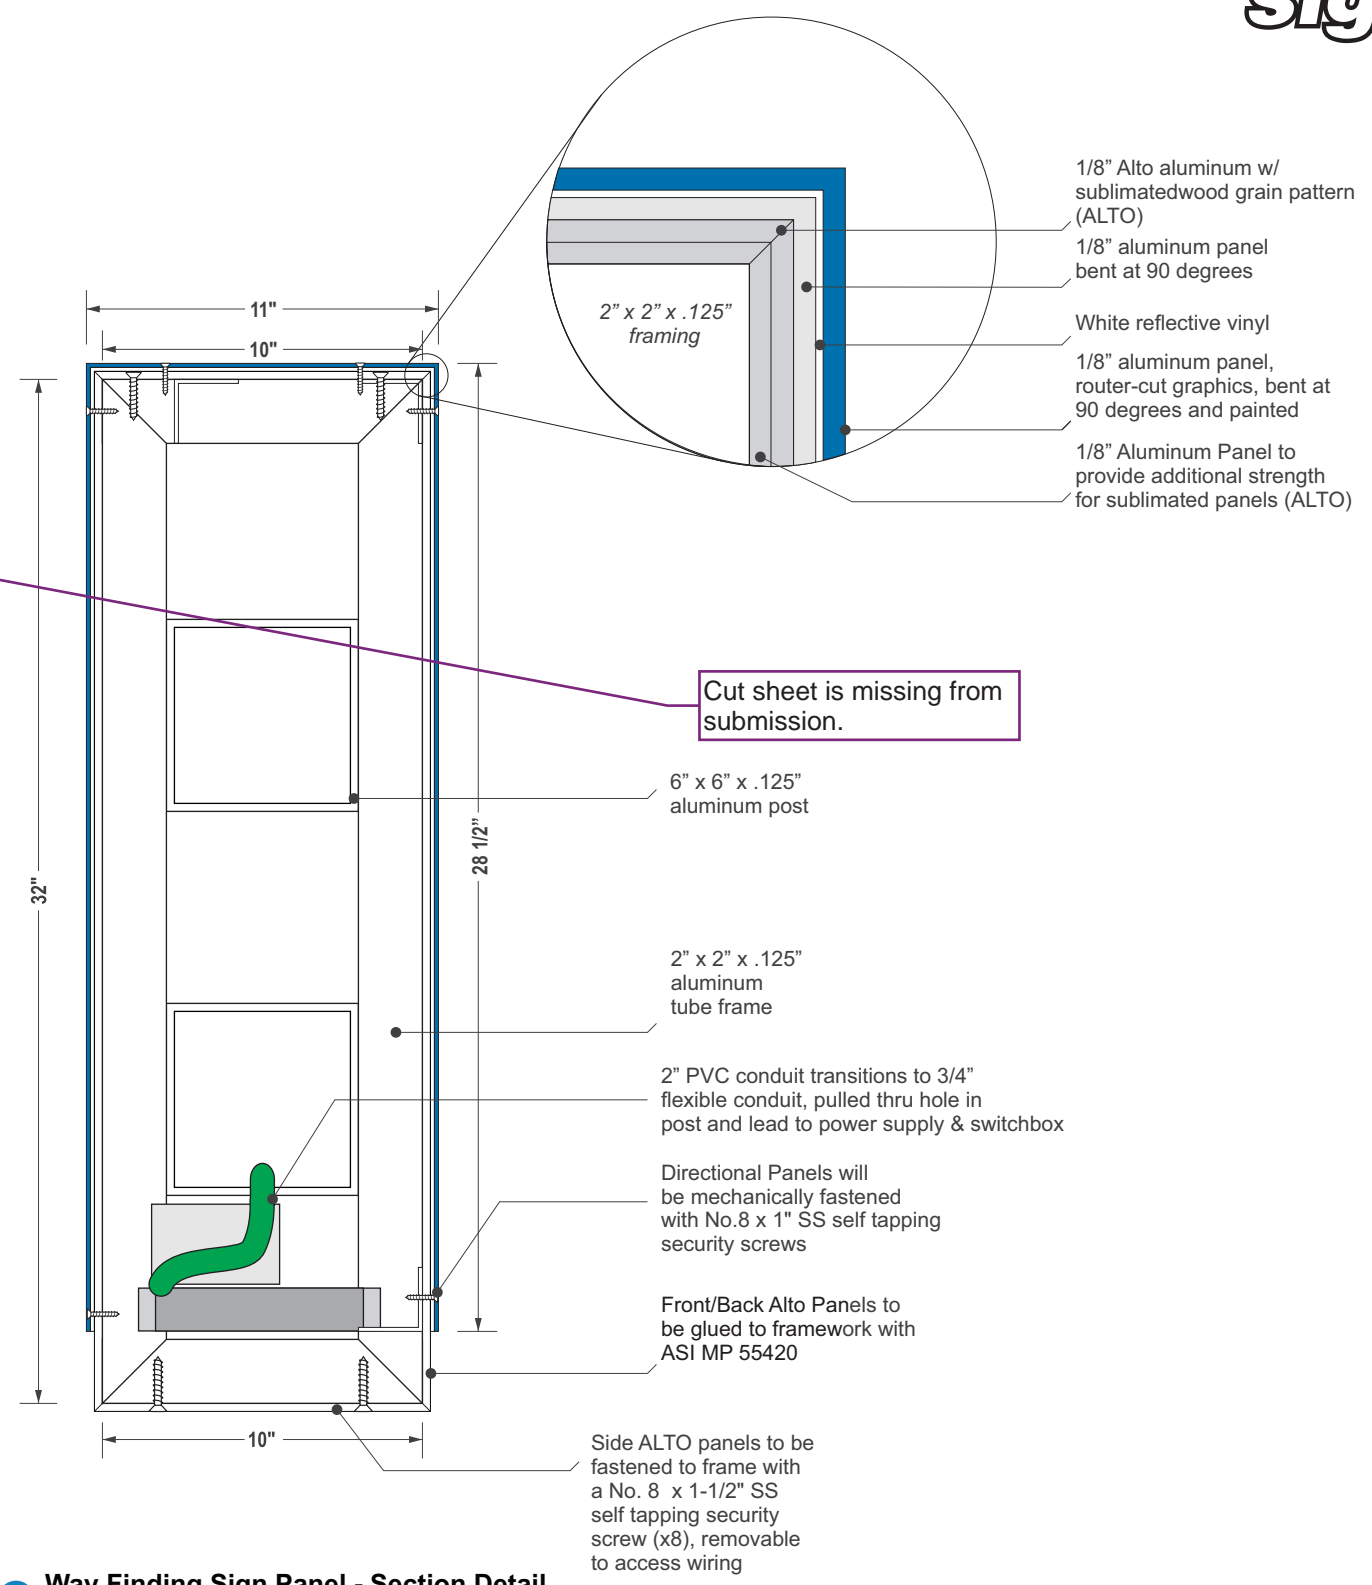 sig
1/8” Alto aluminum w/
sublimatedwood grain pattern
(ALTO)
1/8” aluminum panel
bent at 90 degrees
White reflective vinyl
1/8” aluminum panel,
router-cut graphics, bent at
90 degrees and painted
1/8” Aluminum Panel to
provide additional strength
for sublimated panels (ALTO)
2” x 2” x .125”
framing
11"
10"
Cut sheet is missing from
submission.
6” x 6” x .125”
aluminum post
28 1/2”
32"
2” x 2” x .125”
aluminum
tube frame
2” PVC conduit transitions to 3/4”
flexible conduit, pulled thru hole in
post and lead to power supply & switchbox
Directional Panels will
be mechanically fastened
with No.8 x 1" SS self tapping
security screws
Front/Back Alto Panels to
be glued to framework with
ASI MP 55420
10"
Side ALTO panels to be
fastened to frame with
a No. 8 x 1-1/2" SS
self tapping security
screw (x8), removable
to access wiring
Way Finding Sign Panel - Section Detail